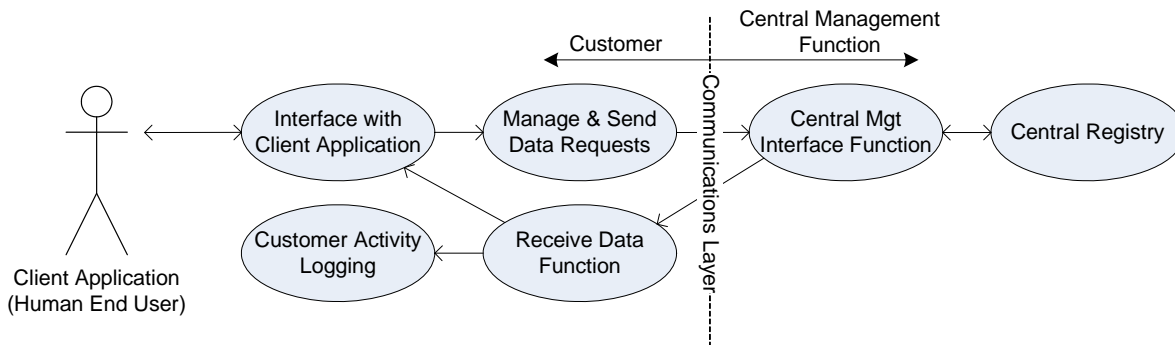 Central Management
Function
Customer
Communications Layer
Interface with
Client Application
Manage & Send
Data Requests
Central Mgt
Interface Function
Central Registry
Customer Activity
Logging
Receive Data
Function
Client Application
(Human End User)